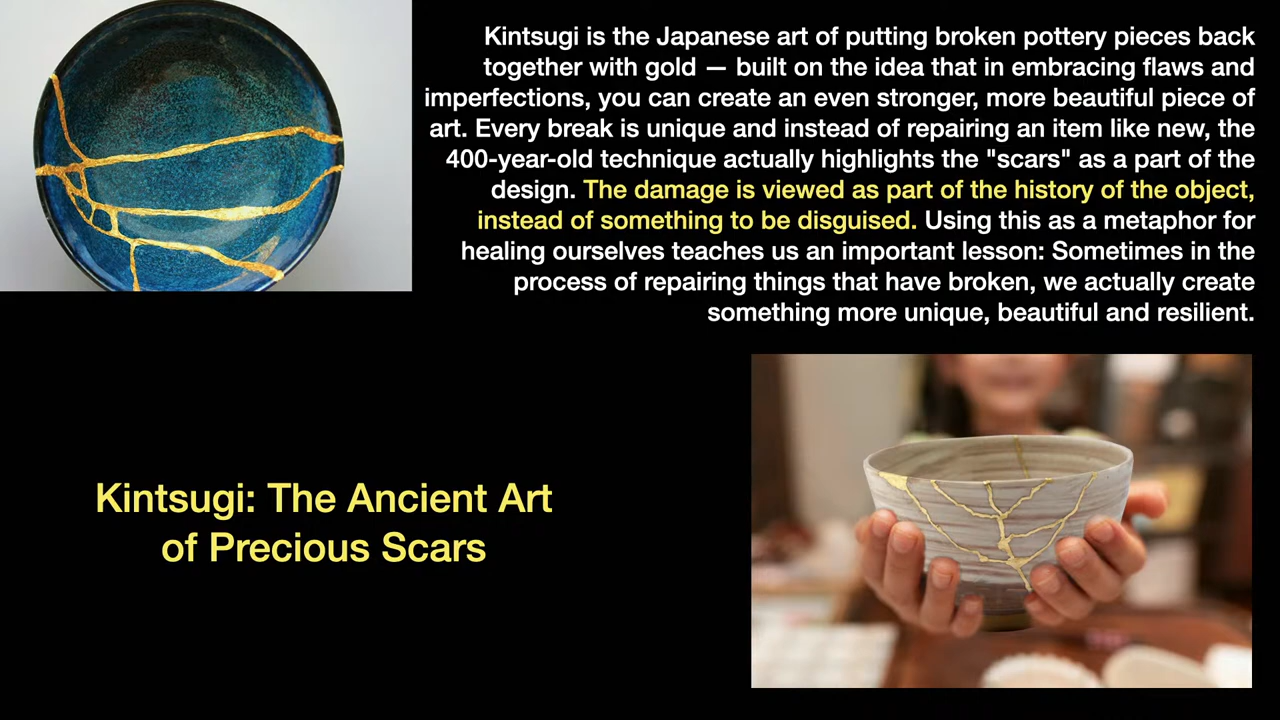 Kintsugi is the Japanese art of putting broken pottery pieces back
together with gold — built on the idea that in embracing flaws and
imperfections, you can create an even stronger, more beautiful piece of
art. Every break is unique and instead of repairing an item like new, the
400-year-old technique actually highlights the "scars" as a part of the
design. The damage is viewed as part of the history of the object,
instead of something to be disguised. Using this as a metaphor for
healing ourselves teaches us an important lesson: Sometimes in the
process of repairing things that have broken, we actually create
something more unique, beautiful and resilient.
Kintsugi: The Ancient Art
of Precious Scars